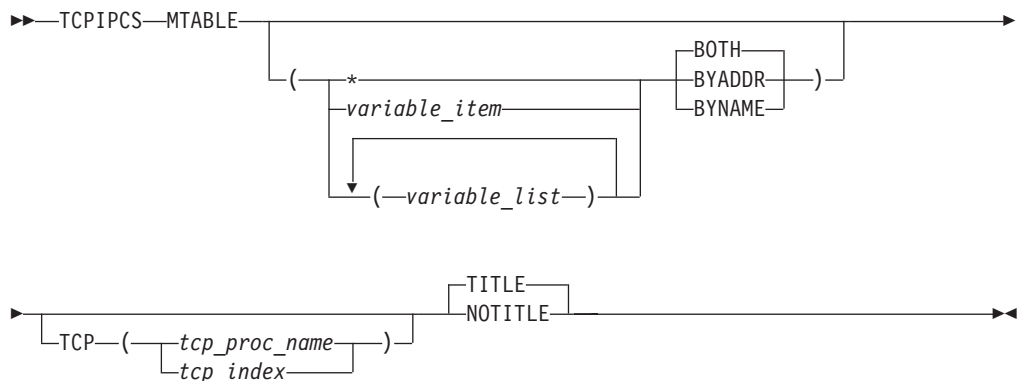 TCPIPCS MTABLE
BOTH
( * BYADDR )
variable_item BYNAME
( variable_list )
TITLE
NOTITLE
TCP ( tcp_proc_name )
tcp_index